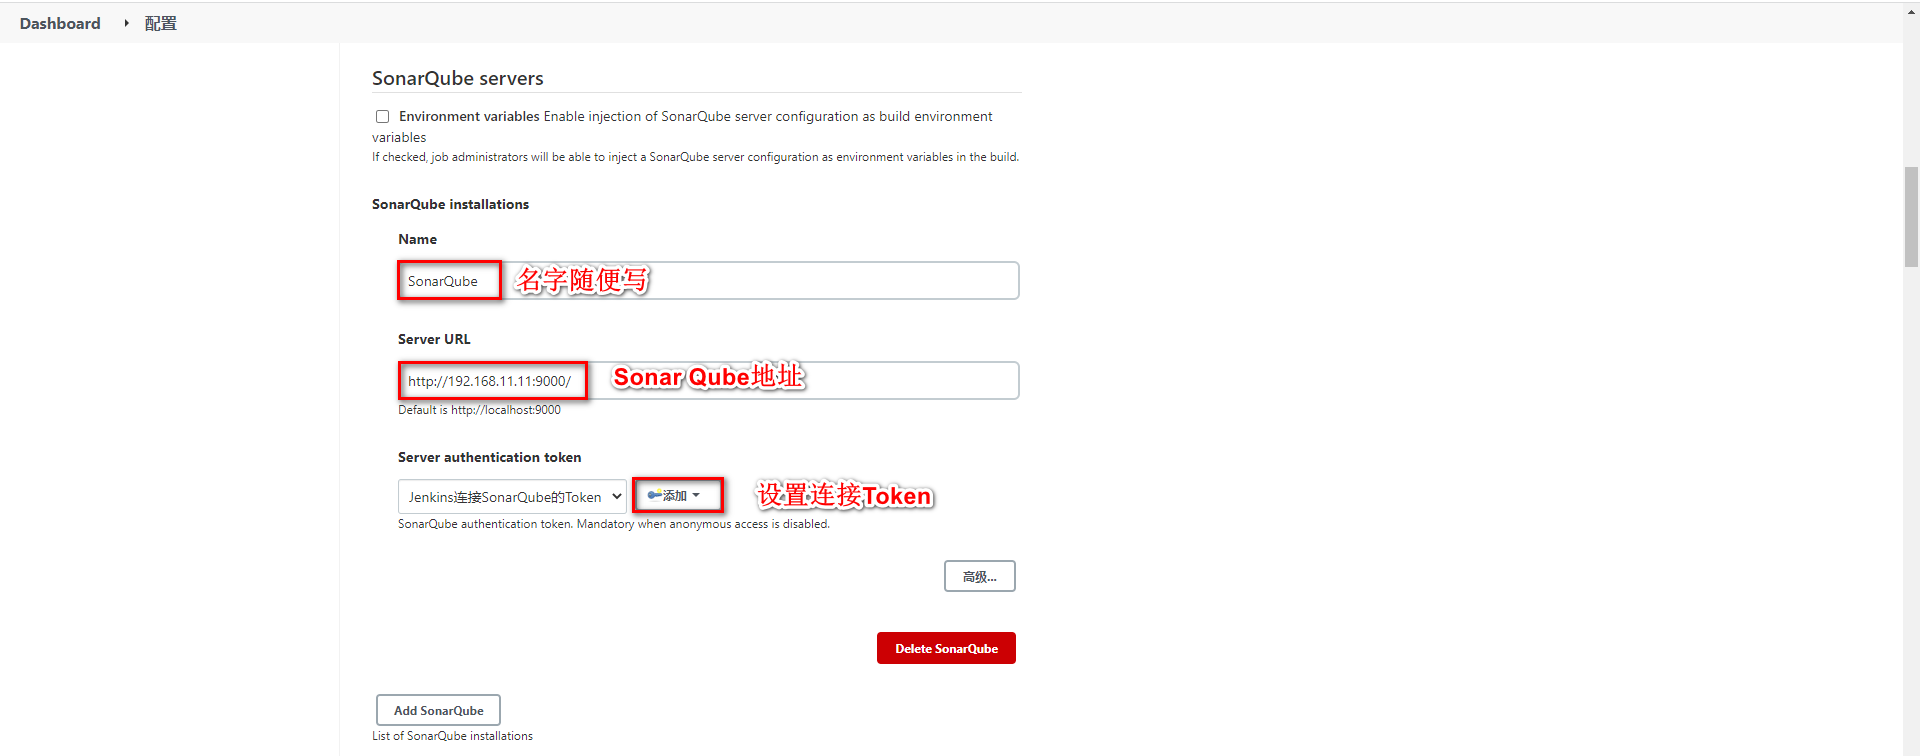 Dashboard 配置
SonarQube servers
Environment variables Enable injection of SonarQube server configuration as build environment
variables
If checked, job administrators will be able to inject a SonarQube server configuration as environment variables in the build.
SonarQube installations
Name
SonarQube 名字随便写
Server URL
http://192.168.11.11:9000/ Sonar Qube地址
Default is http://localhost:9000
Server authentication token
Jenkins连接SonarQube的Token 添加 设置连接Token
SonarQube authentication token. Mandatory when anonymous access is disabled.
高级...
Delete SonarQube
Add SonarQube
List of SonarQube installations